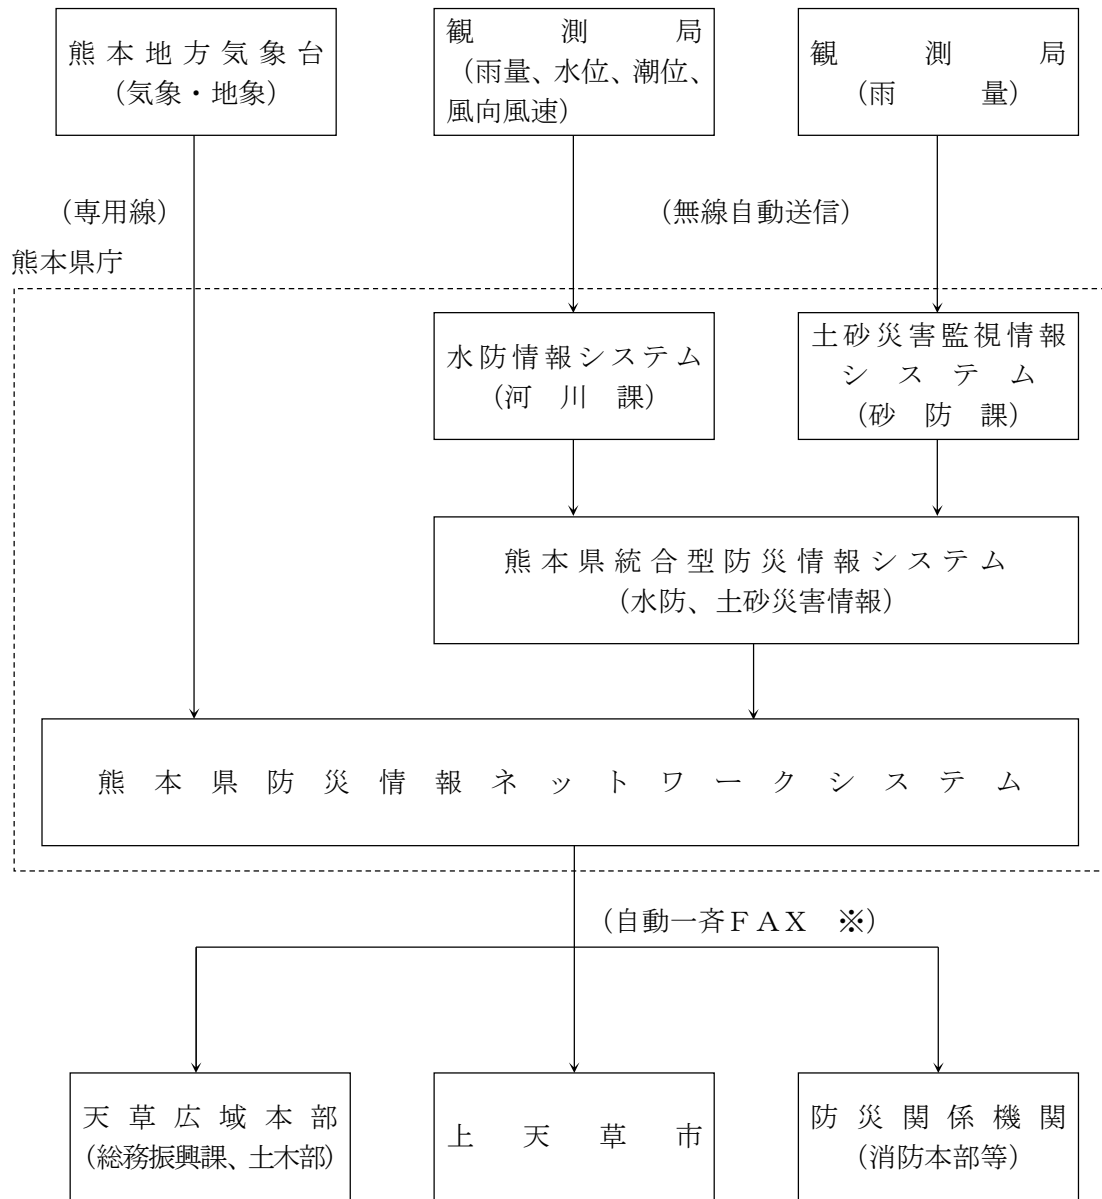 熊本地方気象台
（気象・地象）
観測局
（雨量、水位、潮位、
風向風速）
観測局
（雨量）
（専用線）
（無線自動送信）
熊本県庁
水防情報システム
（河川課）
土砂災害監視情報
システム
（砂防課）
熊本県統合型防災情報システム
（水防、土砂災害情報）
熊本県防災情報ネットワークシステム
（自動一斉ＦＡＸ　※）
天草広域本部
（総務振興課、土木部）
上天草市
防災関係機関
（消防本部等）